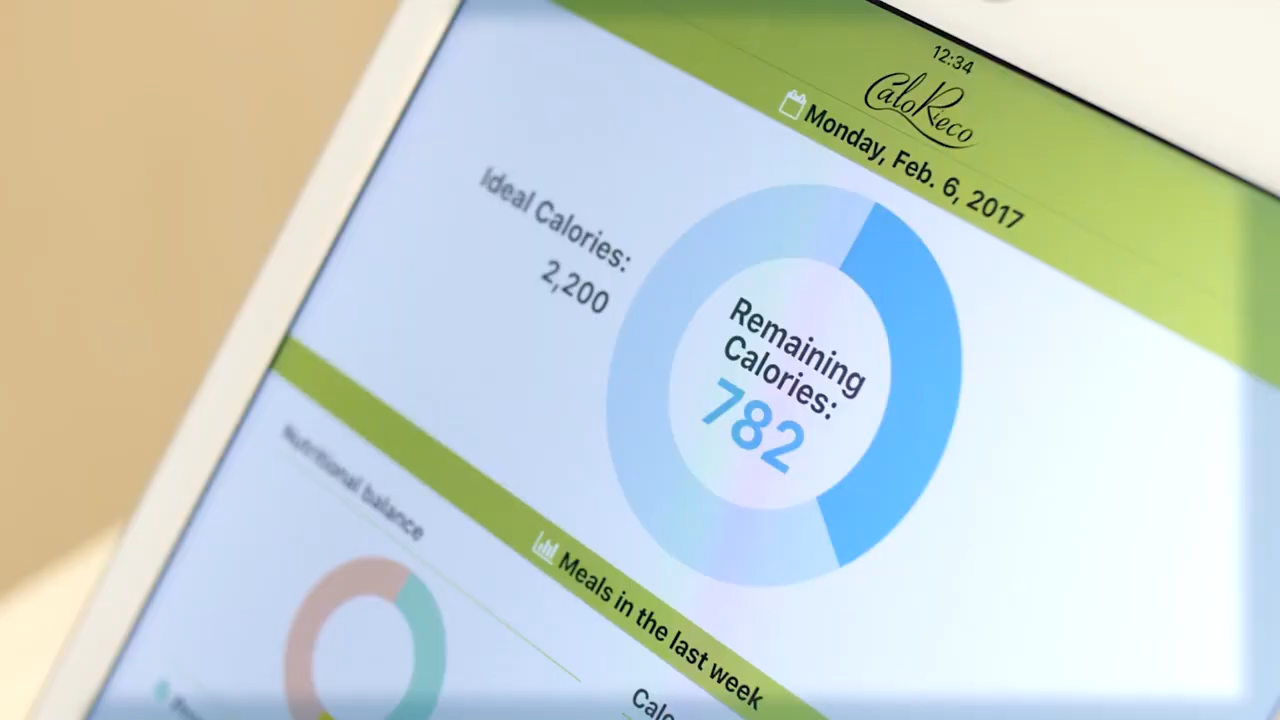 12:34
CaloRieco
Monday, Feb. 6, 2017
Ideal Calories:
2,200
Remaining
Calories:
782
Meals in the last week
Nutritional balance